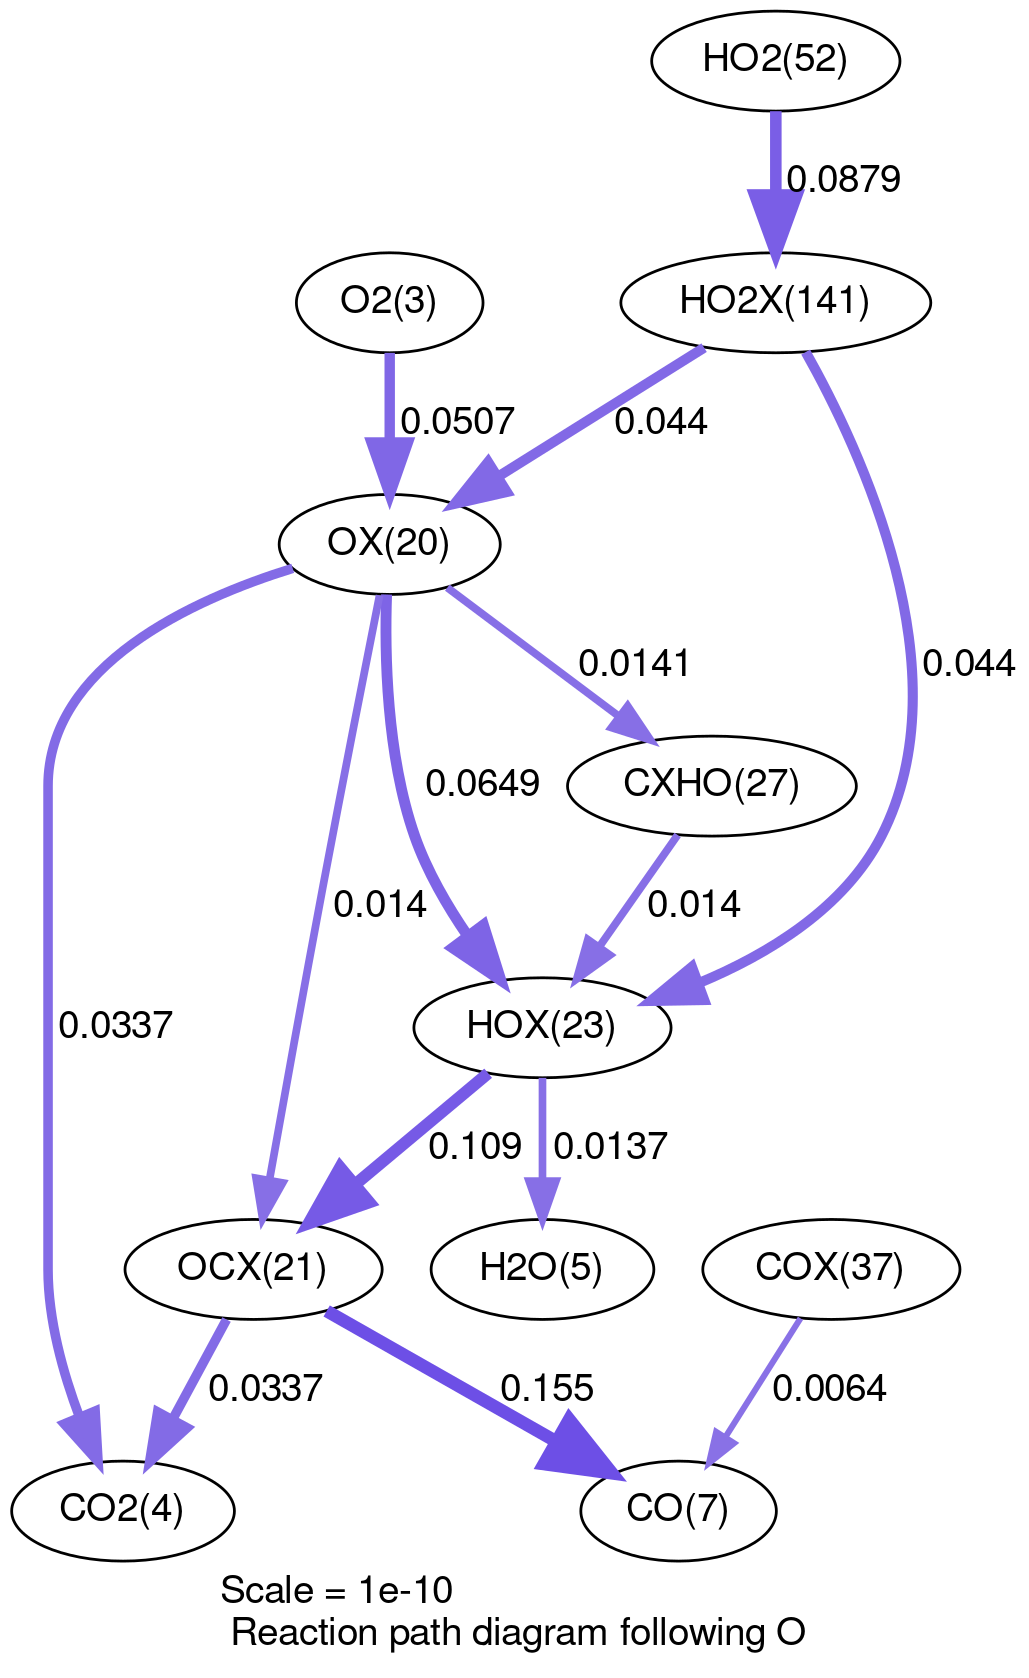 HO2(52)
0.0879
O2(3)
HO2X(141)
0.0507
0.044
OX(20)
0.0141
0.044
CXHO(27)
0.0649
0.014
0.014
0.0337
HOX(23)
0.109
0.0137
OCX(21)
H2O(5)
COX(37)
0.0337
0.155
0.0064
CO2(4)
CO(7)
Scale = 1e-10
Reaction path diagram following O